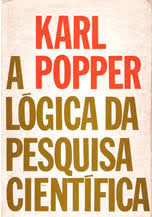 KARL
A POPPER
LÓGICA DA
PESQUISA
CIENTÍFICA